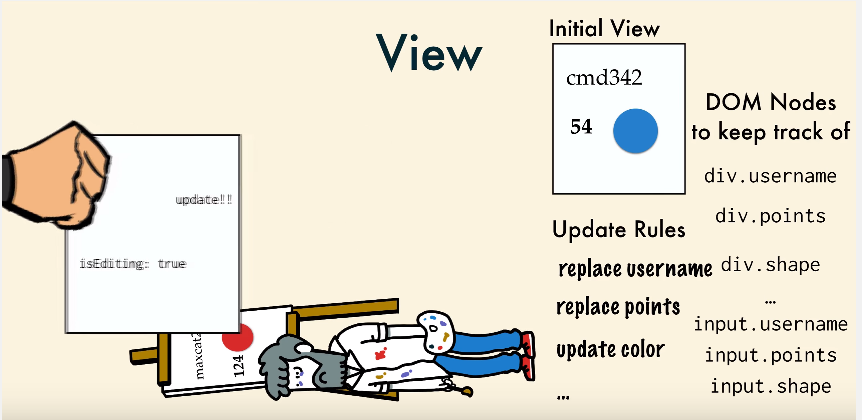 View
update!!
isEditing: true
124
Initial View
cmd342
54
Update Rules
replace username
replace points
update color
...
DOM Nodes
to keep track of
div.username
div.points
div.shape
...
input.username
input.points
input.shape